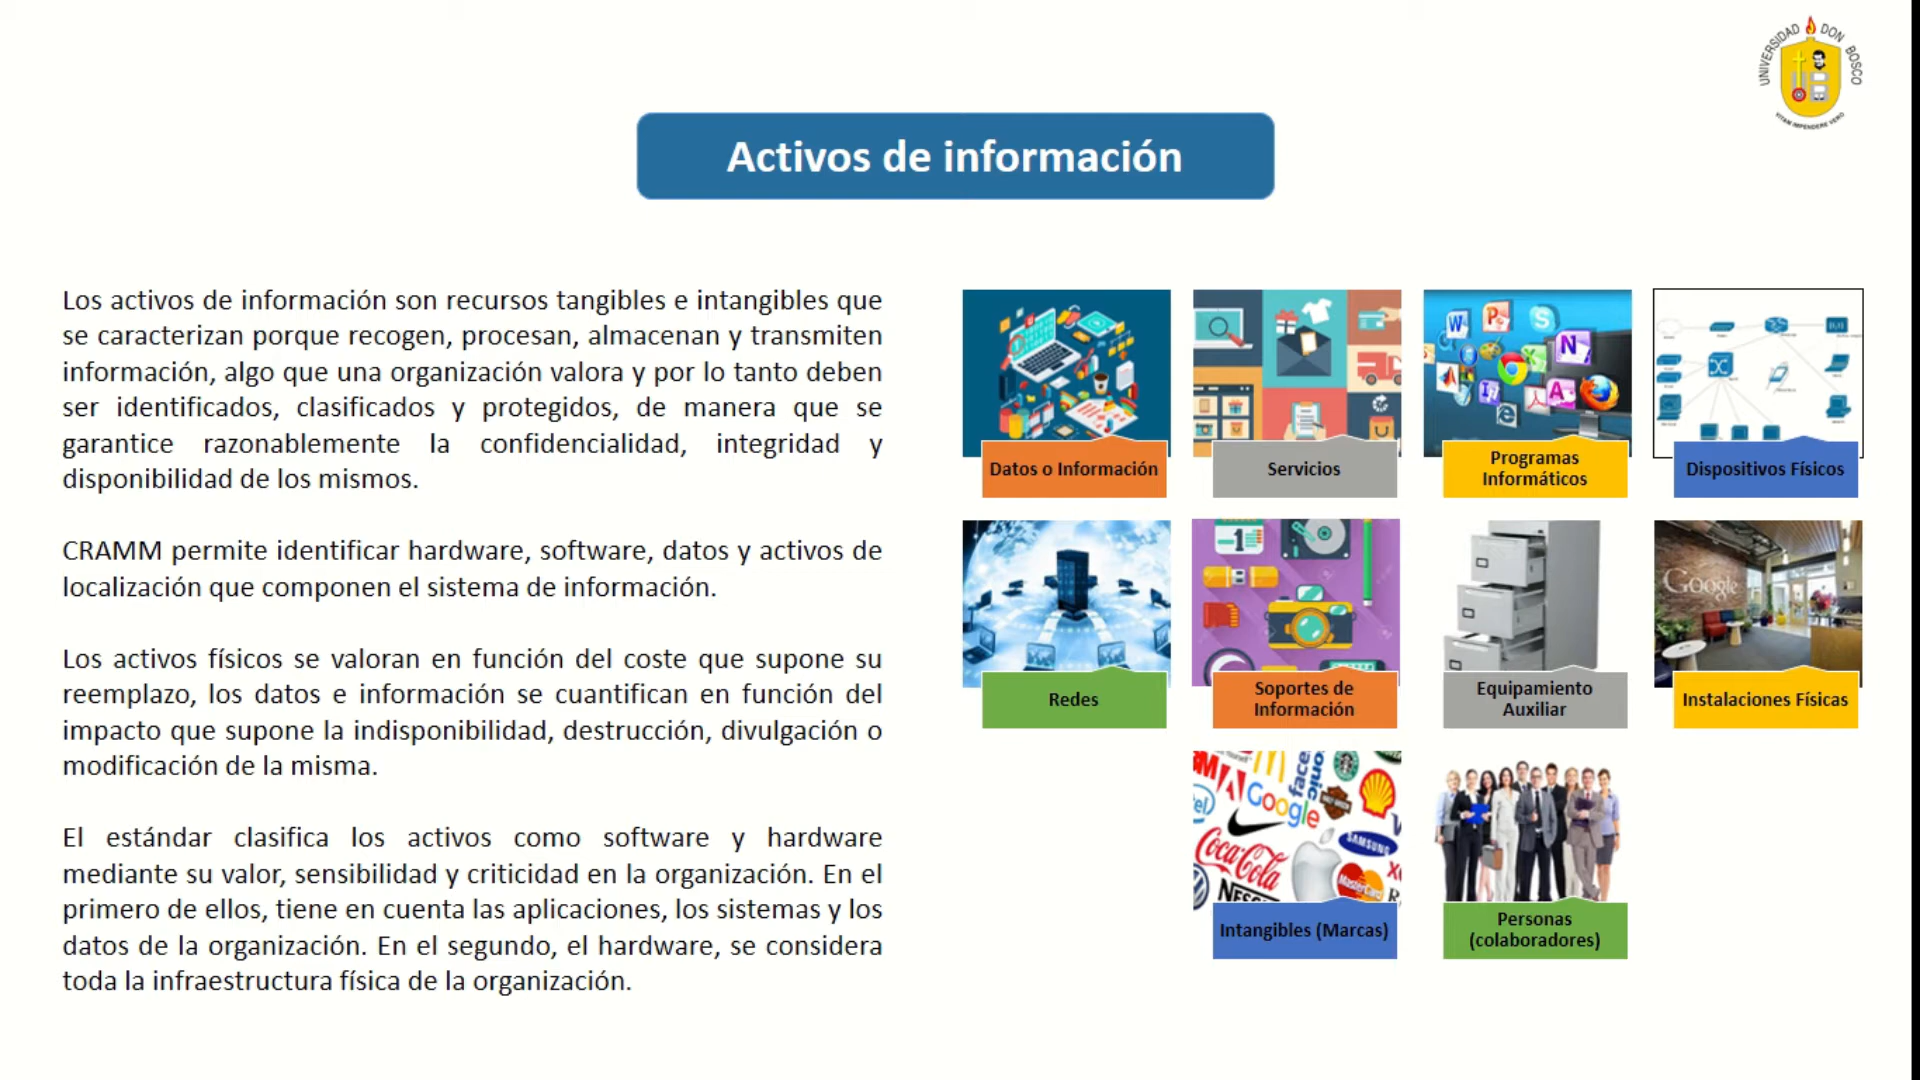 UNIVERSIDAD DON BOSCO
Activos de información
Los activos de información son recursos tangibles e intangibles que
se caracterizan porque recogen, procesan, almacenan y transmiten
información, algo que una organización valora y por lo tanto deben
ser identificados, clasificados y protegidos, de manera que se
garantice razonablemente la confidencialidad, integridad y
disponibilidad de los mismos.
CRAMM permite identificar hardware, software, datos y activos de
localización que componen el sistema de información.
Los activos físicos se valoran en función del coste que supone su
reemplazo, los datos e información se cuantifican en función del
impacto que supone la indisponibilidad, destrucción, divulgación o
modificación de la misma.
El estándar clasifica los activos como software y hardware
mediante su valor, sensibilidad y criticidad en la organización. En el
primero de ellos, tiene en cuenta las aplicaciones, los sistemas y los
datos de la organización. En el segundo, el hardware, se considera
toda la infraestructura física de la organización.
Datos o Información
Servicios
Programas
Informáticos
Dispositivos Físicos
Redes
Soportes de
Información
Equipamiento
Auxiliar
Google
Instalaciones Físicas
Google
Coca-Cola
SAMSUNG
MasterCard
Intangibles (Marcas)
Personas
(colaboradores)